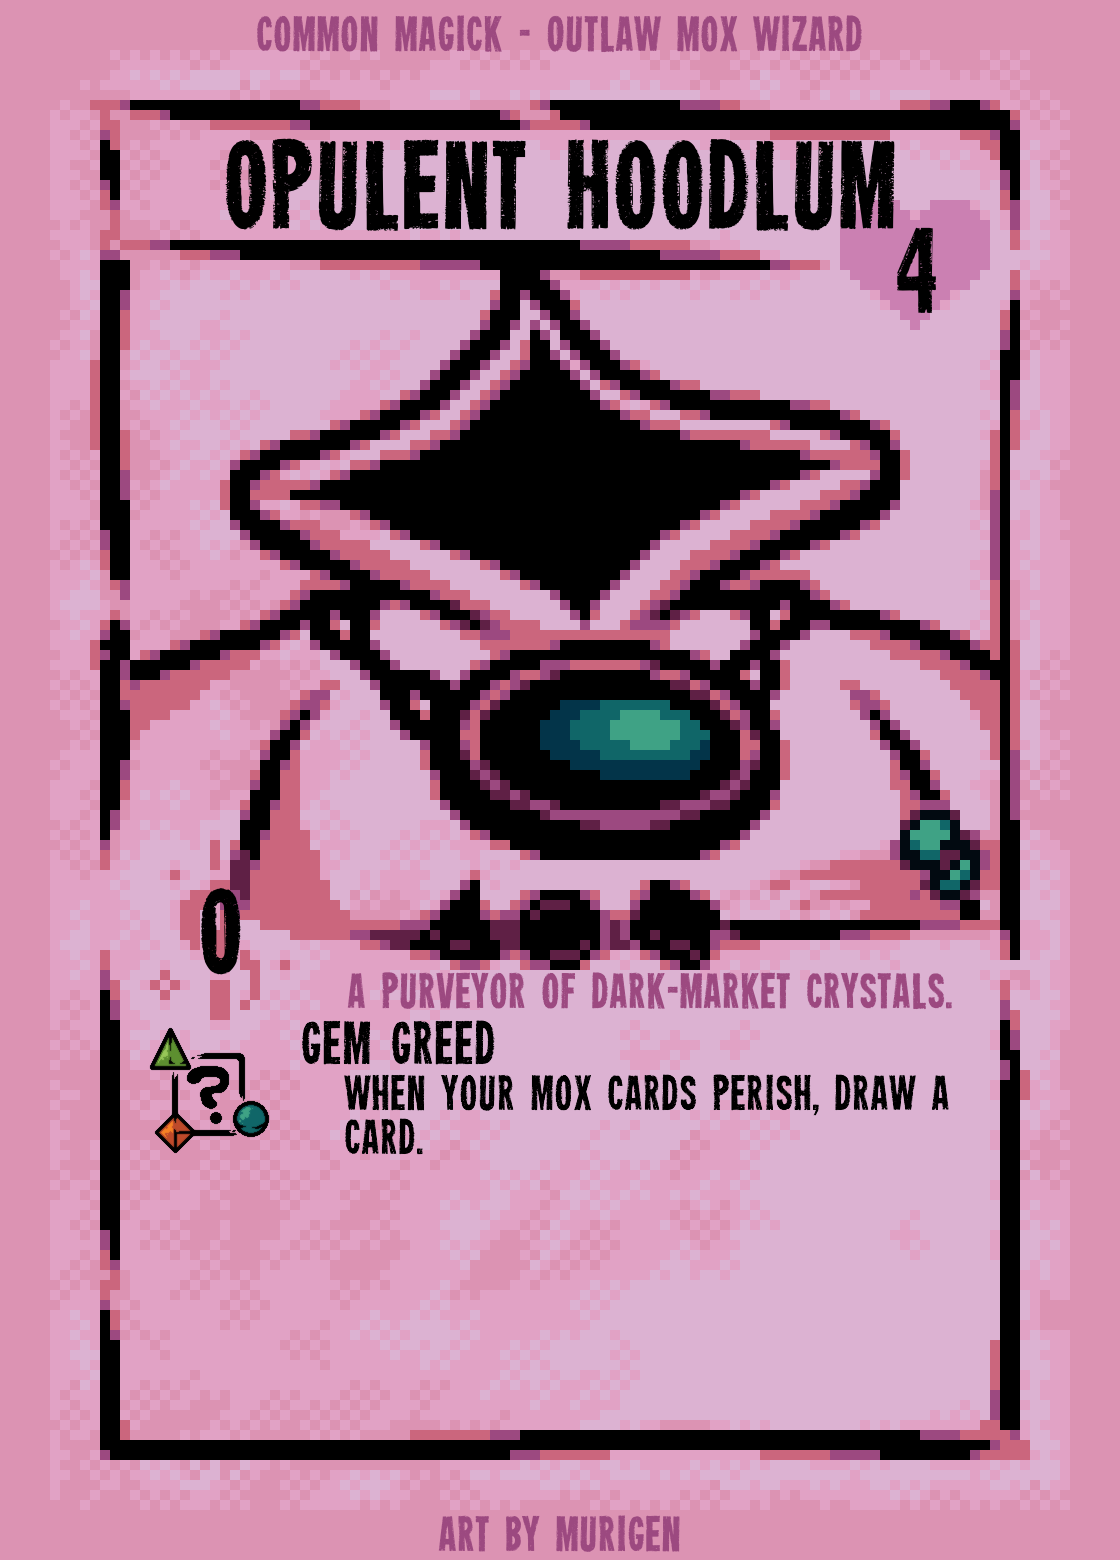 COMMON MAGICK - OUTLAW MOX WIZARD
OPULENT HOODLUM
4
0
A PURVEYOR OF DARK-MARKET CRYSTALS.
GEM GREED
?
WHEN YOUR MOX CARDS PERISH, DRAW A
CARD.
ART BY MURIGEN